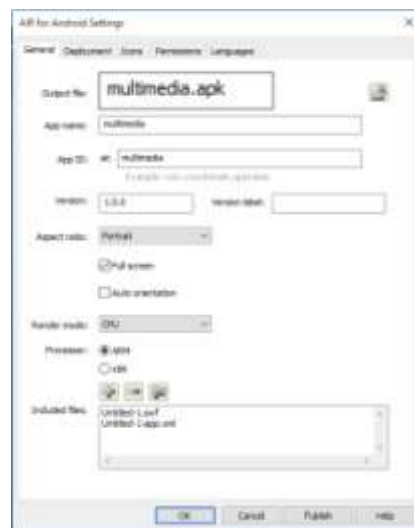 AIR for Android Settings
General Deployment Icons Permissions Languages
Output file: multimedia.apk
App name: multimedia
App ID: air. multimedia
Version: 1.0.0 Version label:
Aspect ratio: Portrait
Full screen
Auto orientation
Render mode: CPU
Processor: ARM
x86
Included files: Untitled-1.swf
Untitled-1-app.xml
OK Cancel Publish Help